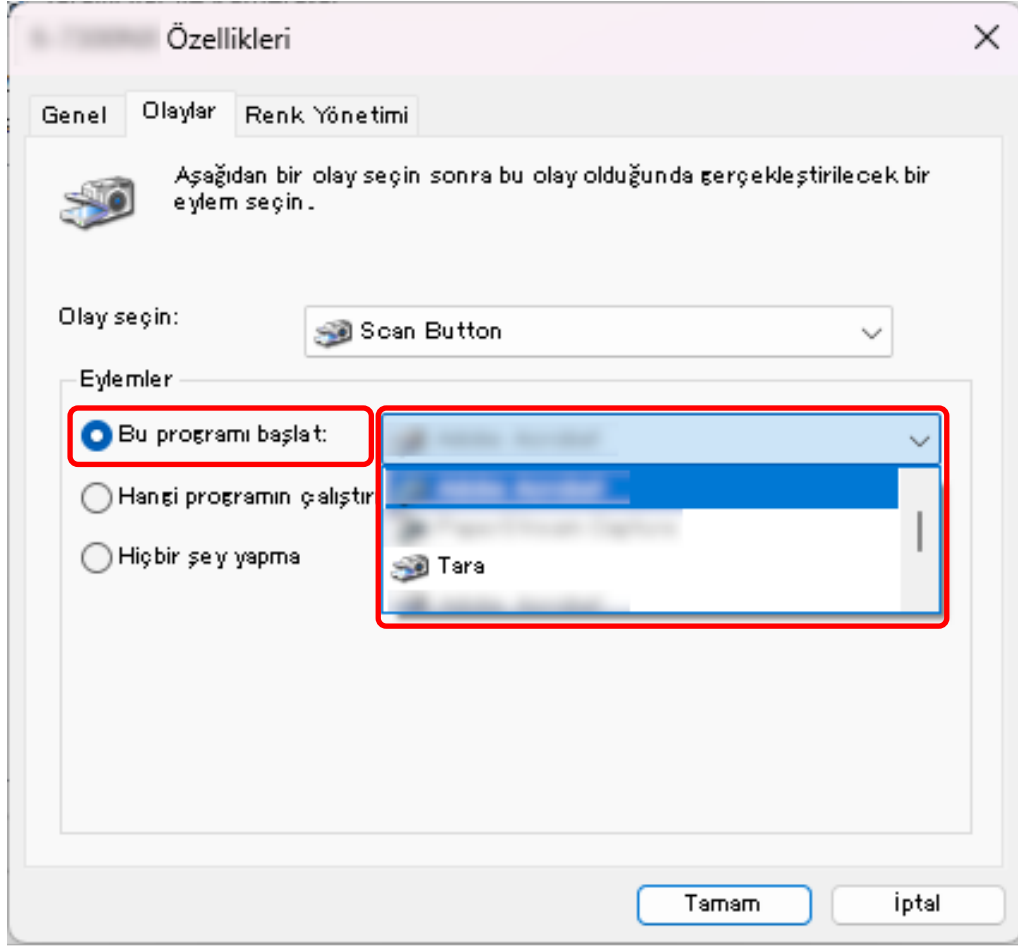 Özellikleri
Genel Olaylar Renk Yönetimi
Aşağıdan bir olay seçin sonra bu olay olduğunda gerçekleştirilecek bir
eylem seçin.
Olay seçin:
Scan Button
Eylemler
Bu programı başlat:
Hangi programın çalıştır
Tara
Hiçbir şey yapma
Tamam
İptal